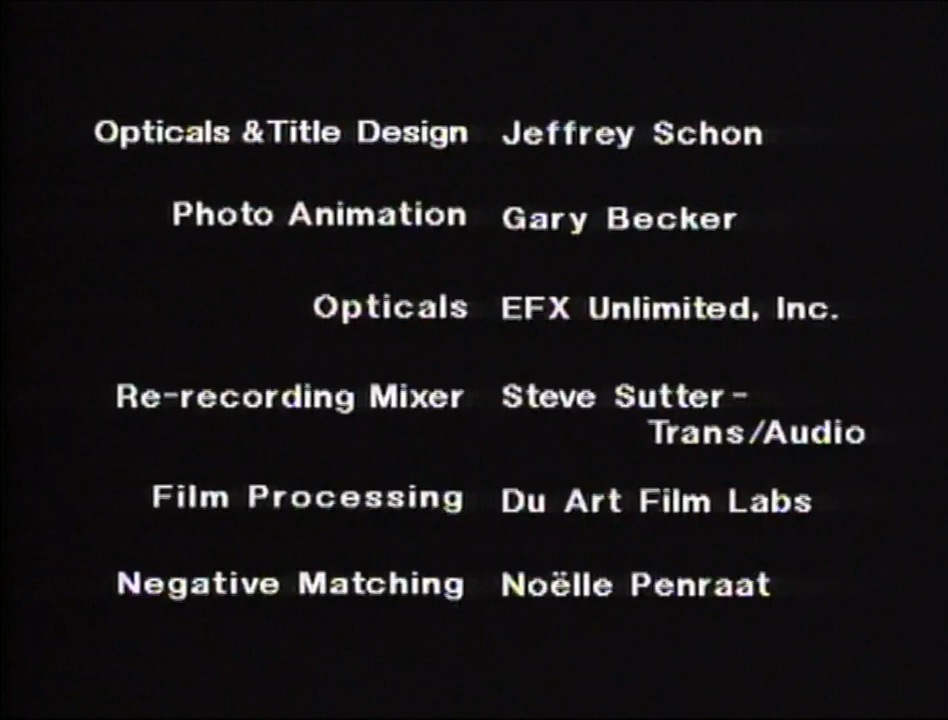 Opticals & Title Design Jeffrey Schon
Photo Animation Gary Becker
Opticals EFX Unlimited, Inc.
Re-recording Mixer Steve Sutter-
Trans/Audio
Film Processing Du Art Film Labs
Negative Matching Noëlle Penraat